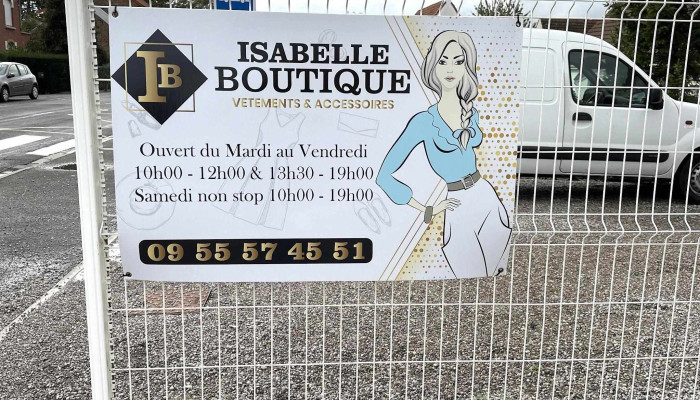 IB
ISABELLE
BOUTIQUE
VETEMENTS & ACCESSOIRES
Ouvert du Mardi au Vendredi
10h00 - 12h00 & 13h30 - 19h00
Samedi non stop 10h00 - 19h00
09 55 57 45 51